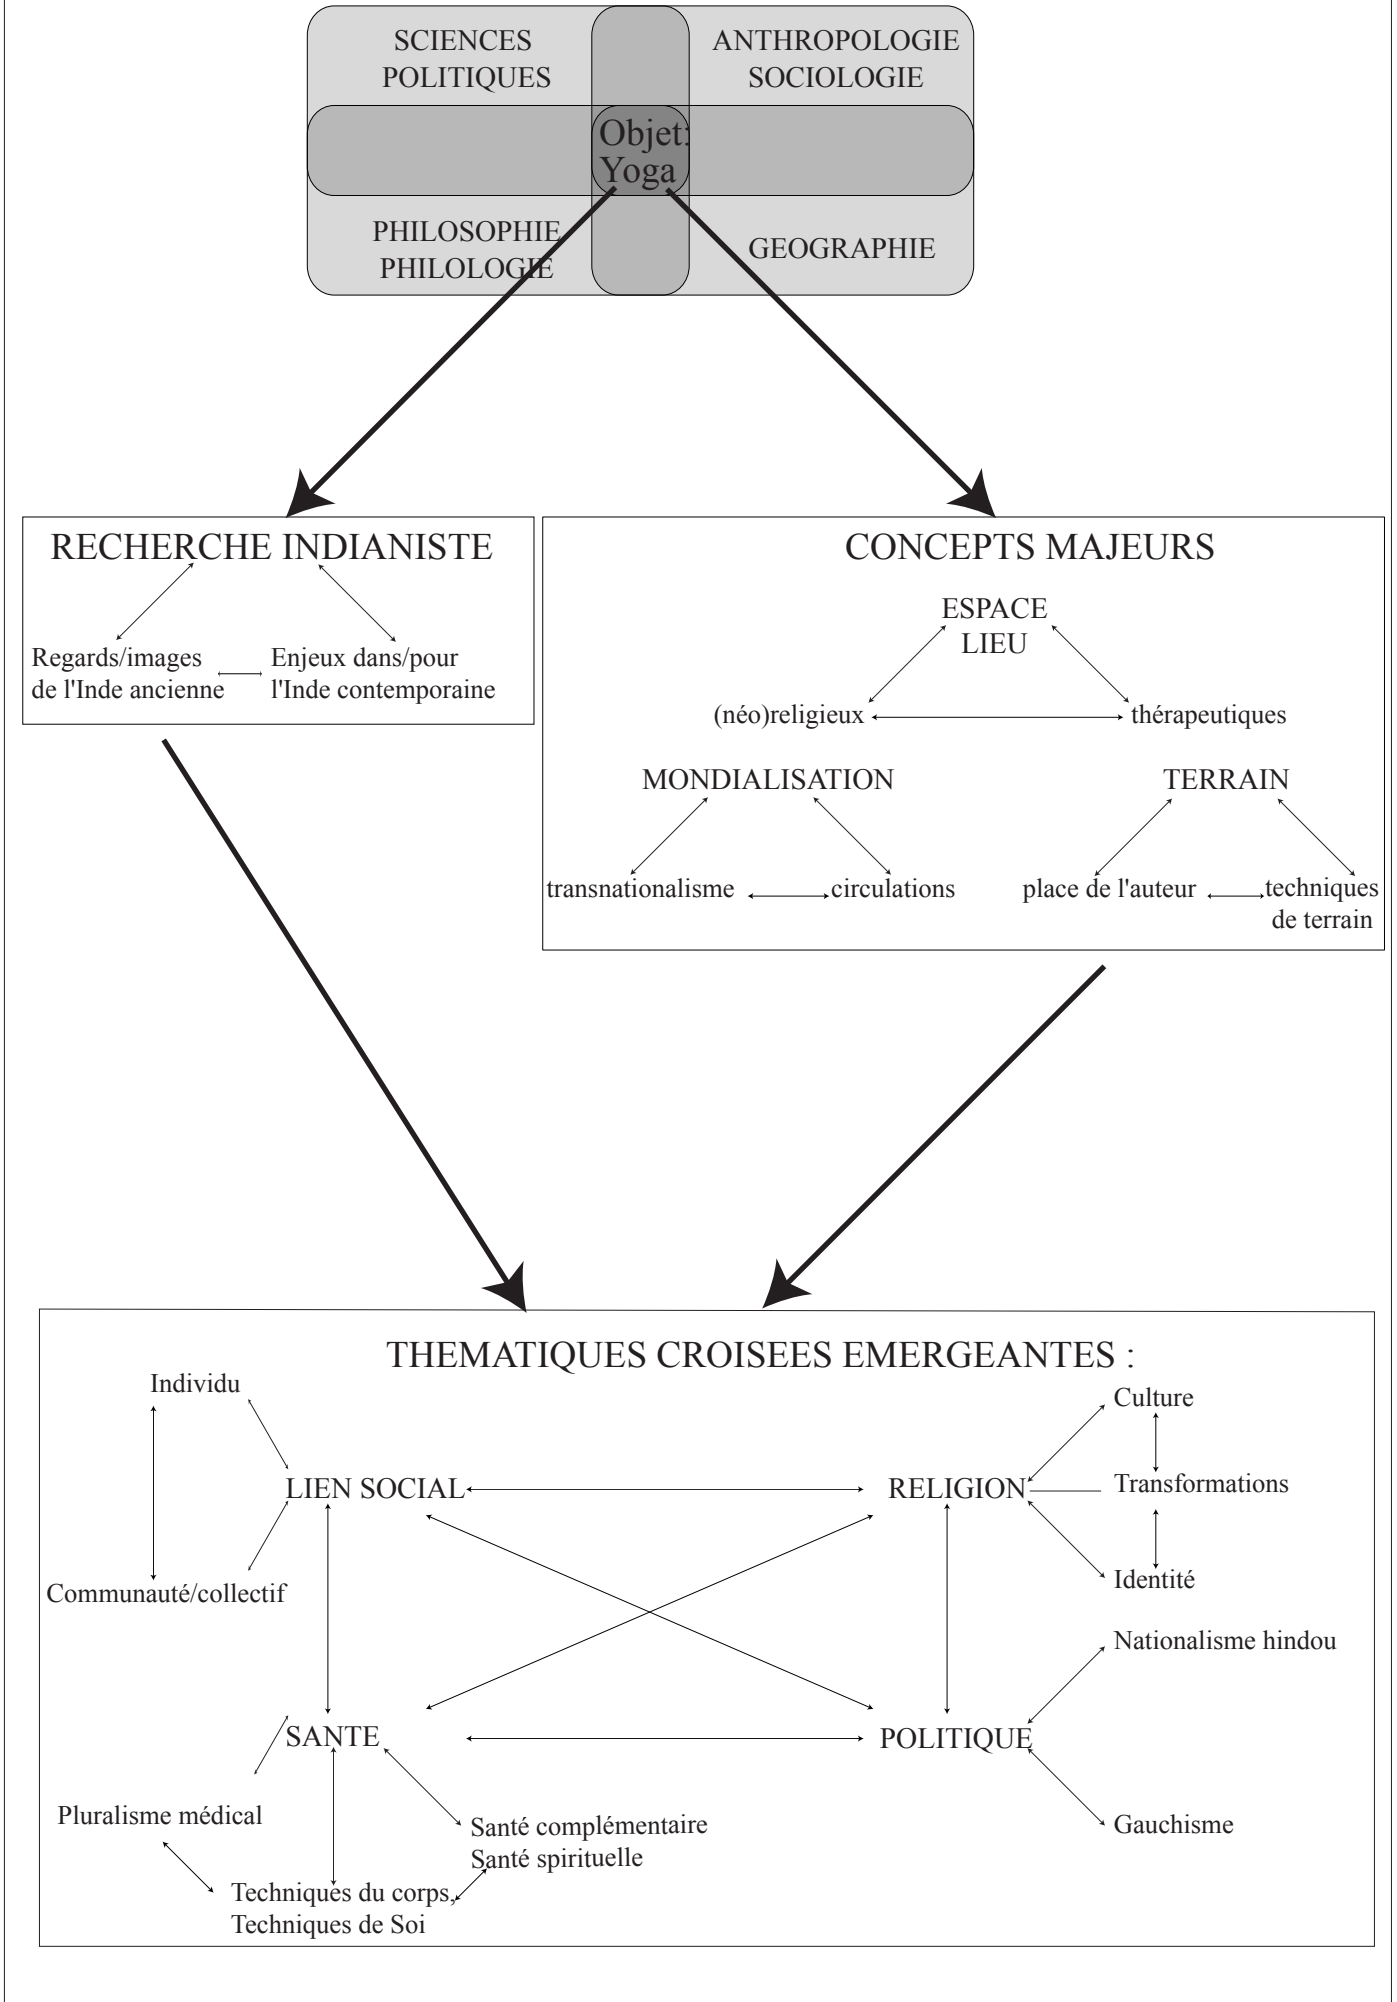 SCIENCES
POLITIQUES
ANTHROPOLOGIE
SOCIOLOGIE
Objet:
Yoga
PHILOSOPHIE
PHILOLOGIE
GEOGRAPHIE
RECHERCHE INDIANISTE
Regards/images
de l'Inde ancienne
Enjeux dans/pour
l'Inde contemporaine
CONCEPTS MAJEURS
ESPACE
LIEU
(néo)religieux
thérapeutiques
MONDIALISATION
transnationalisme
circulations
TERRAIN
place de l'auteur
techniques
de terrain
THEMATIQUES CROISEES EMERGEANTES :
Individu
LIEN SOCIAL
Communauté/collectif
Culture
RELIGION
Transformations
Identité
Nationalisme hindou
SANTE
POLITIQUE
Pluralisme médical
Santé complémentaire
Santé spirituelle
Gauchisme
Techniques du corps,
Techniques de Soi